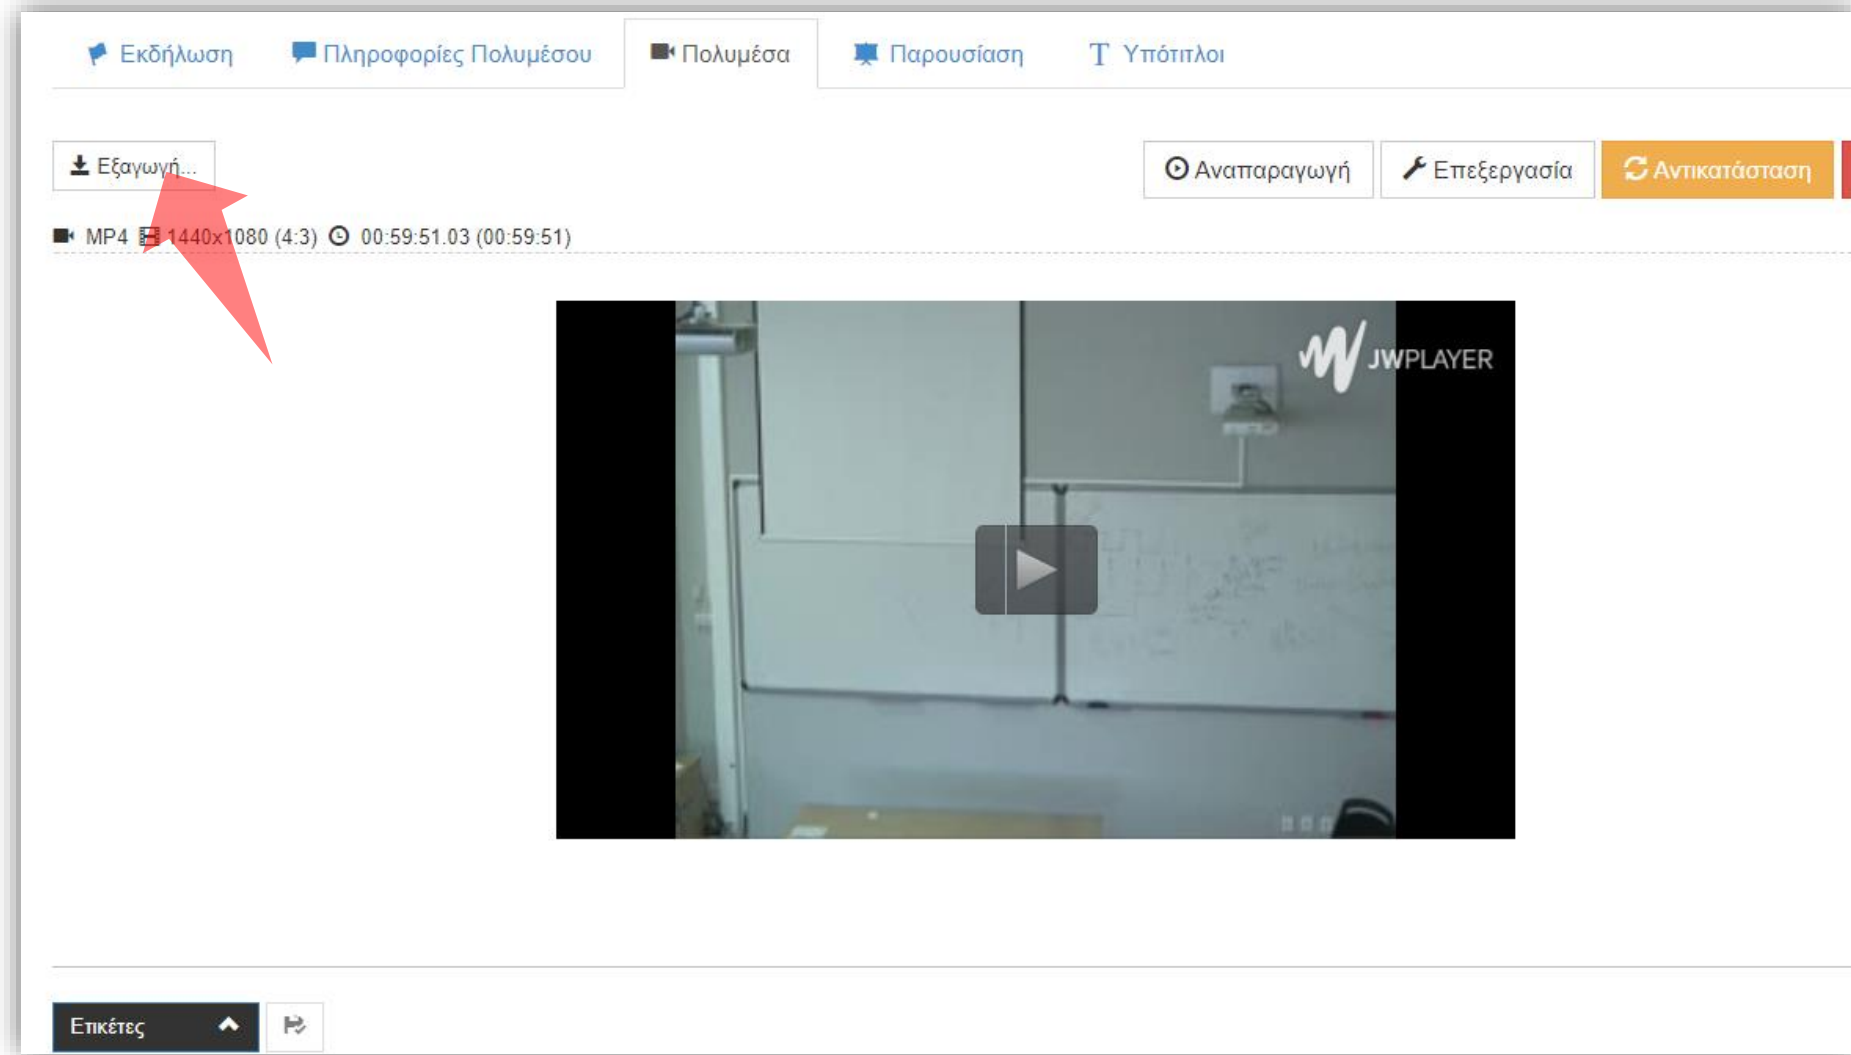 Εκδήλωση Πληροφορίες Πολυμέσου Πολυμέσα Παρουσίαση Τ Υπότιτλοι
Εξαγωγή... Αναπαραγωγή Επεξεργασία Αντικατάσταση
MP4 1440x1080 (4:3) 00:59:51.03 (00:59:51)
JWPLAYER
Ετικέτες